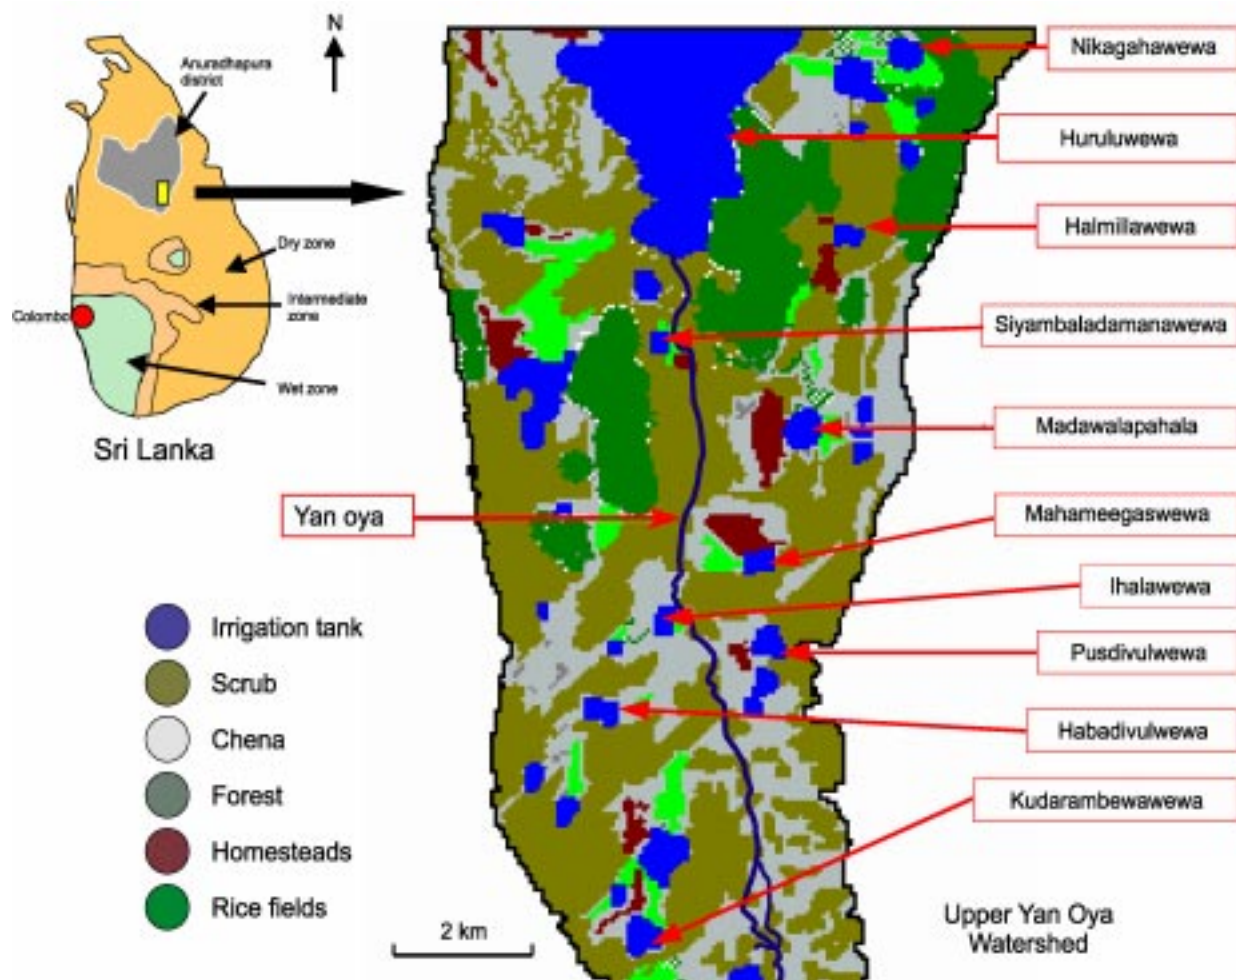 N
Anuradhapura
district
Dry zone
Intermediate
zone
Colombo
Wet zone
Sri Lanka
Nikagahawewa
Huruluwewa
Halmillawewa
Siyambaladamanawewa
Madawalapahala
Yan oya
Mahameegaswewa
Ihalawewa
Pusdivulwewa
Habadivulwewa
Kudarambewawewa
Irrigation tank
Scrub
Chena
Forest
Homesteads
Rice fields
2 km
Upper Yan Oya
Watershed